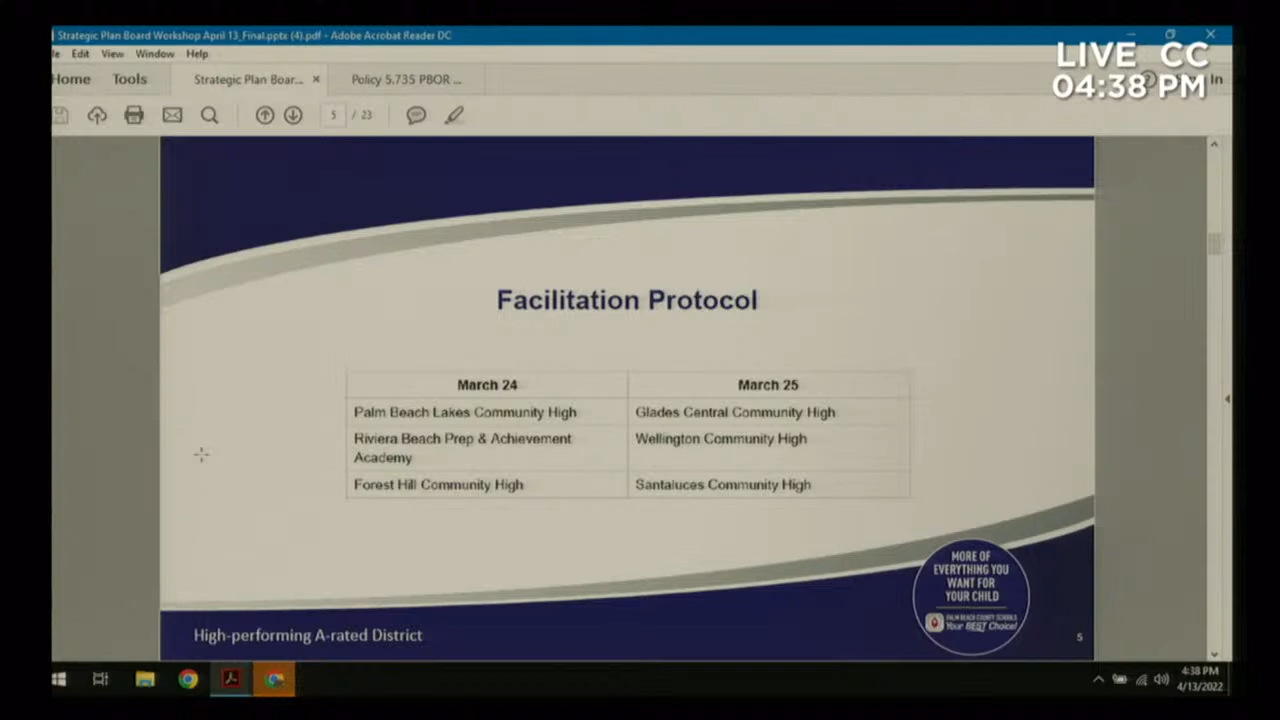 Strategic Plan Board Workshop April 13_Final.pptx (4).pdf - Adobe Acrobat Reader DC
LIVE CC
04:38 PM
Edit View Window Help
Home Tools Strategic Plan Boar... × Policy 5.735 PBOR ... In
5 / 23
Facilitation Protocol
March 24 March 25
Palm Beach Lakes Community High Glades Central Community High
Riviera Beach Prep & Achievement Wellington Community High
Academy
Forest Hill Community High Santaluces Community High
MORE OF
EVERYTHING YOU
WANT FOR
YOUR CHILD
PALM BEACH COUNTY SCHOOLS
Your BEST Choice!
High-performing A-rated District
5
4:38 PM
4/13/2022